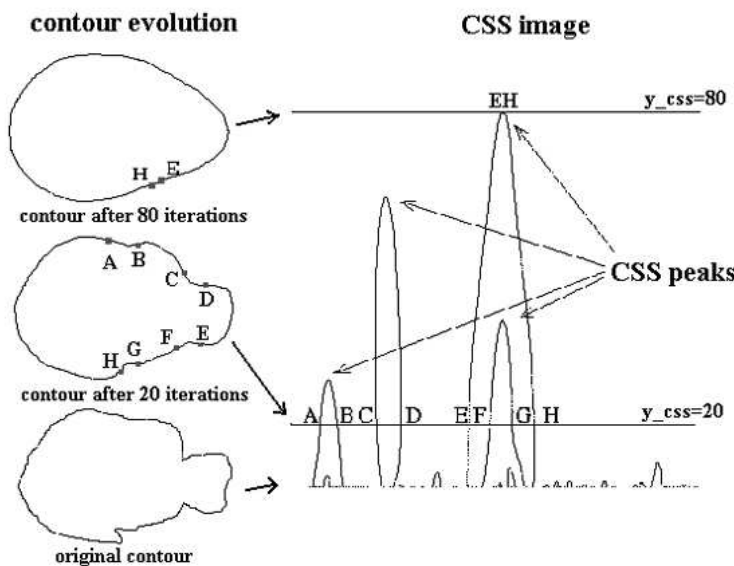 contour evolution
CSS image
EH
y_css=80
H E
contour after 80 iterations
A B
C
D
CSS peaks
F E
G
H
contour after 20 iterations
A B C D E F G H
y_css=20
original contour